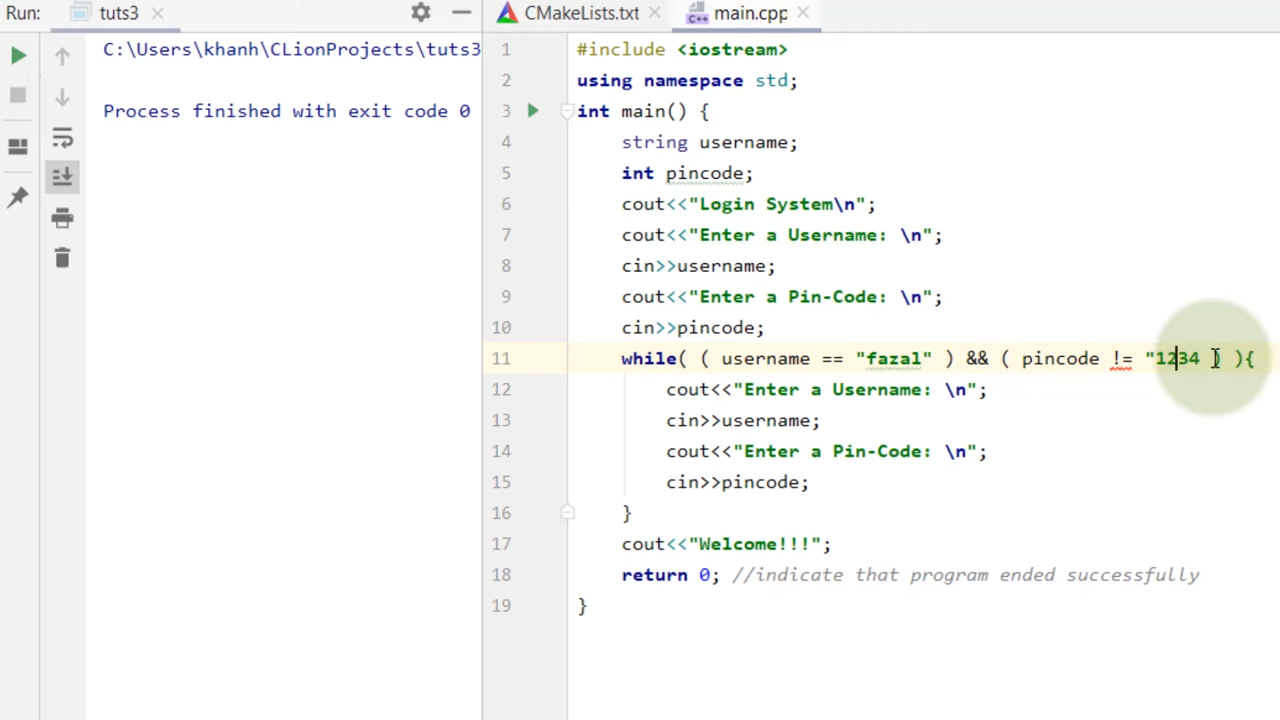 Run: tuts3
C:\Users\khanh\CLionProjects\tuts3
Process finished with exit code 0
CMakeLists.txt main.cpp
1 #include <iostream>
2 using namespace std;
3 int main() {
4 string username;
5 int pincode;
6 cout<<"Login System\n";
7 cout<<"Enter a Username: \n";
8 cin>>username;
9 cout<<"Enter a Pin-Code: \n";
10 cin>>pincode;
11 while( ( username == "fazal" ) && ( pincode != "1234 ) ){
12 cout<<"Enter a Username: \n";
13 cin>>username;
14 cout<<"Enter a Pin-Code: \n";
15 cin>>pincode;
16 }
17 cout<<"Welcome!!!";
18 return 0; //indicate that program ended successfully
19 }